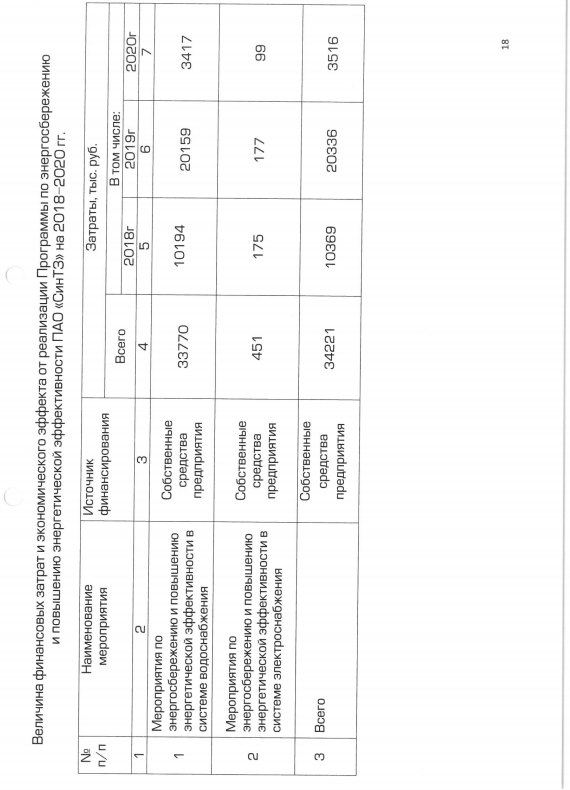 Величина финансовых затрат и экономического эффекта от реализации Программы по энергосбережению
и повышению энергетической эффективности ПАО «СинТЗ» на 2018-2020 гг.
№
п/п
Наименование
мероприятия
Источник
финансирования
Затраты, тыс. руб.
Всего
В том числе:
2018г
2019г
2020г
1
2
3
4
5
6
7
1
Мероприятия по
энергосбережению и повышению
энергетической эффективности в
системе водоснабжения
Собственные
средства
предприятия
33770
10194
20159
3417
2
Мероприятия по
энергосбережению и повышению
энергетической эффективности в
системе электроснабжения
Собственные
средства
предприятия
451
175
177
99
3
Всего
Собственные
средства
предприятия
34221
10369
20336
3516
18